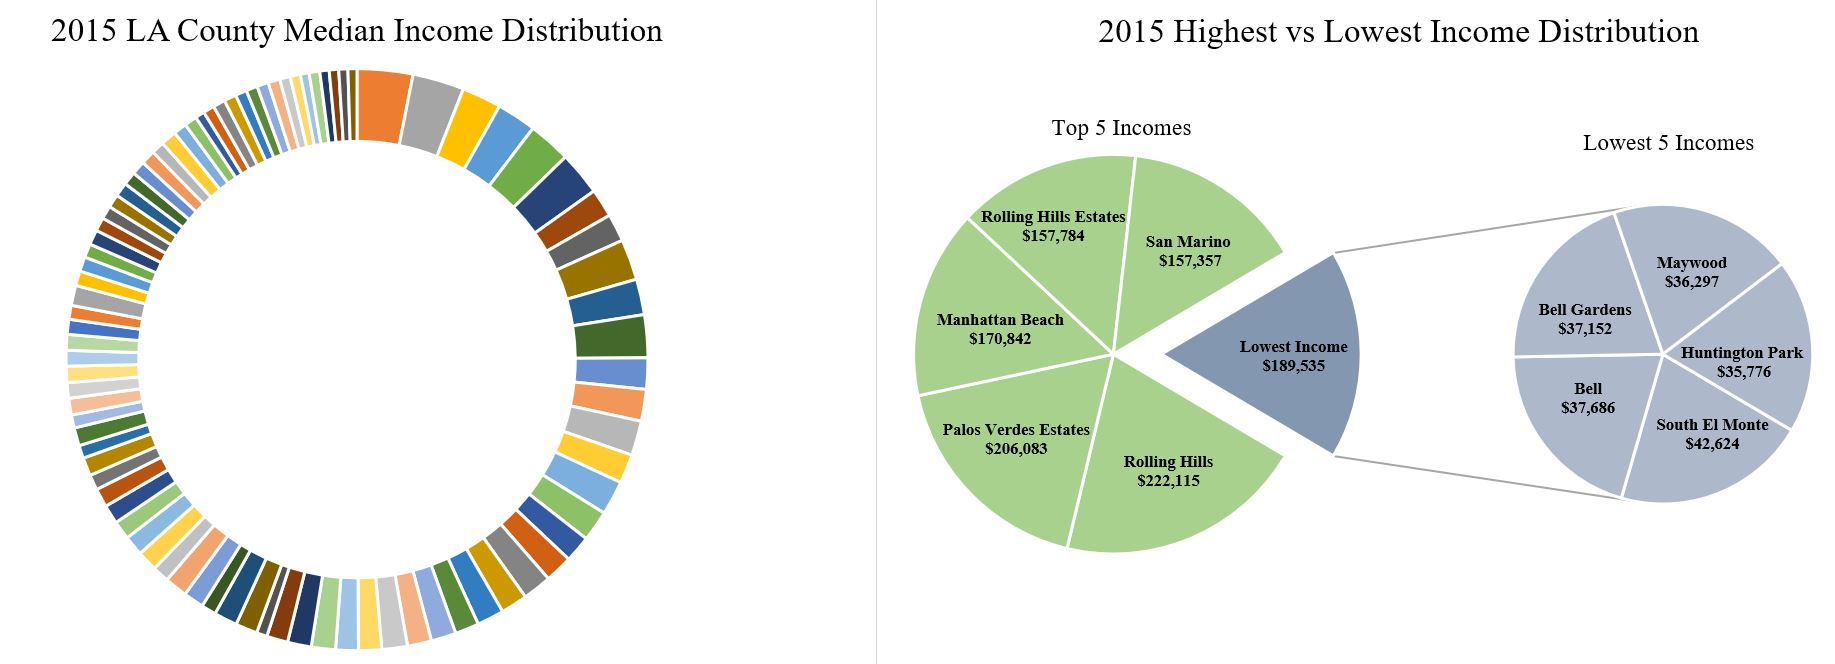 2015 LA County Median Income Distribution
2015 Highest vs Lowest Income Distribution
Top 5 Incomes
Rolling Hills Estates
$157,784
San Marino
$157,357
Manhattan Beach
$170,842
Palos Verdes Estates
$206,083
Rolling Hills
$222,115
Lowest Income
$189,535
Lowest 5 Incomes
Maywood
$36,297
Bell Gardens
$37,152
Huntington Park
$35,776
Bell
$37,686
South El Monte
$42,624